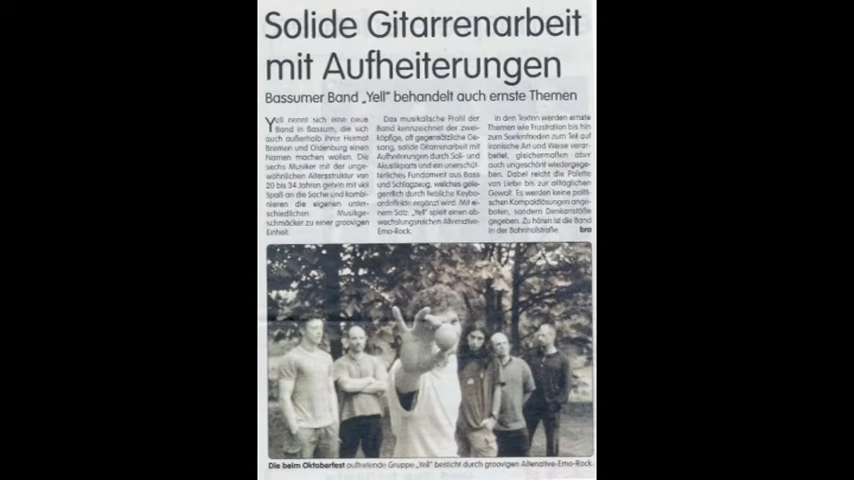 Solide Gitarrenarbeit
mit Aufheiterungen
Bassumer Band „Yell" behandelt auch ernste Themen
Yell nennt sich eine neue
Band in Bassum, die sich
auch außerhalb ihrer Heimat
Bremen und Oldenburg einen
Namen machen wollen. Die
sechs Musiker mit der unge-
wöhnlichen Altersstruktur von
20 bis 34 Jahren gehen mit viel
Spaß an die Sache und kombi-
nieren die eigenen unter-
schiedlichen Musikge-
schmäcker zu einer groovigen
Einheit.
Das musikalische Profil der
Band kennzeichnet der zwei-
köpfige, oft gegensätzliche Ge-
sang, solide Gitarrenarbeit mit
Aufheiterungen durch Soli- und
Akustikparts und ein unerschüt-
terliches Fundament aus Bass
und Schlagzeug, welches gele-
gentlich durch liebliche Keybo-
ardeffekte ergänzt wird. Mit ei-
nem Satz: „Yell" spielt einen ab-
wechslungsreichen Alternative-
Emo-Rock.
In den Texten werden ernste
Themen wie Frustration bis hin
zum Seelenfrieden zum Teil auf
ironische Art und Weise verar-
beitet, gleichermaßen aber
auch ungeschönt wiedergege-
ben. Dabei reicht die Palette
von Liebe bis zur alltäglichen
Gewalt. Es werden keine politi-
schen Kompaktlösungen ange-
boten, sondern Denkanstöße
gegeben. Zu hören ist die Band
in der Bahnhofstraße. bra
Die beim Oktoberfest auftretende Gruppe „Yell" besticht durch groovigen Altenative-Emo-Rock.